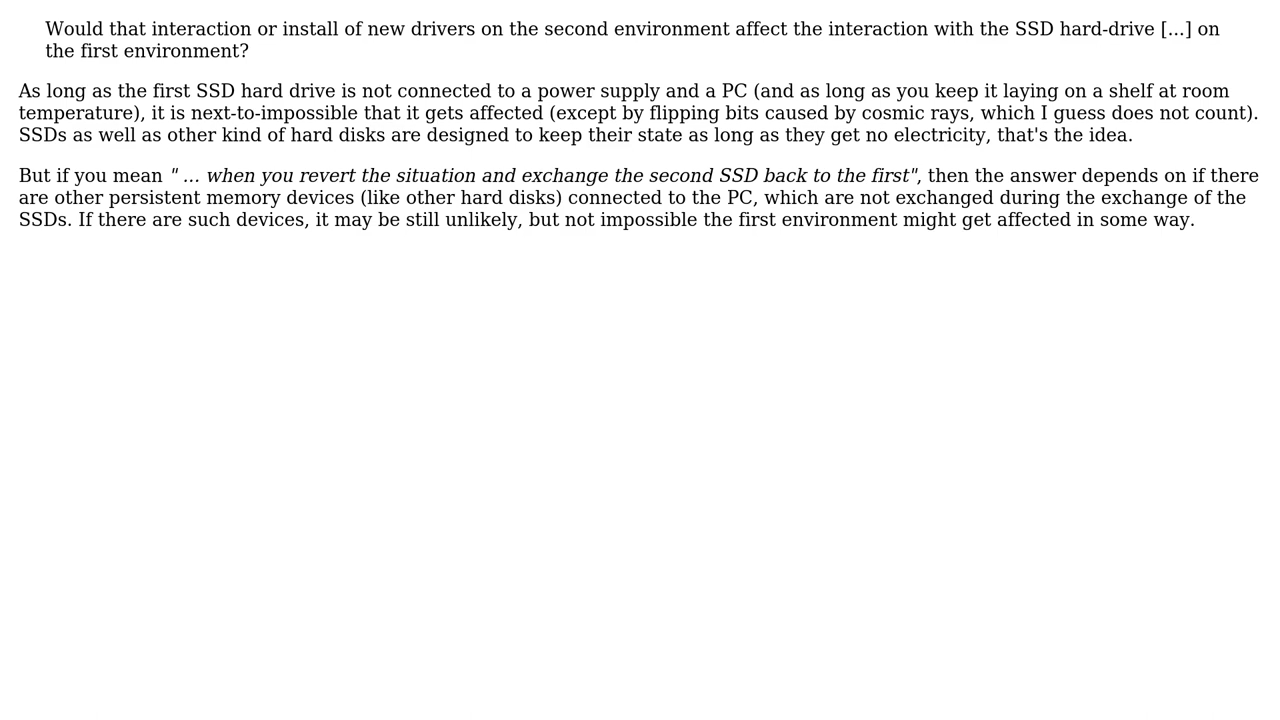 Would that interaction or install of new drivers on the second environment affect the interaction with the SSD hard-drive [...] on
the first environment?
As long as the first SSD hard drive is not connected to a power supply and a PC (and as long as you keep it laying on a shelf at room
temperature), it is next-to-impossible that it gets affected (except by flipping bits caused by cosmic rays, which I guess does not count).
SSDs as well as other kind of hard disks are designed to keep their state as long as they get no electricity, that's the idea.
But if you mean " ... when you revert the situation and exchange the second SSD back to the first", then the answer depends on if there
are other persistent memory devices (like other hard disks) connected to the PC, which are not exchanged during the exchange of the
SSDs. If there are such devices, it may be still unlikely, but not impossible the first environment might get affected in some way.